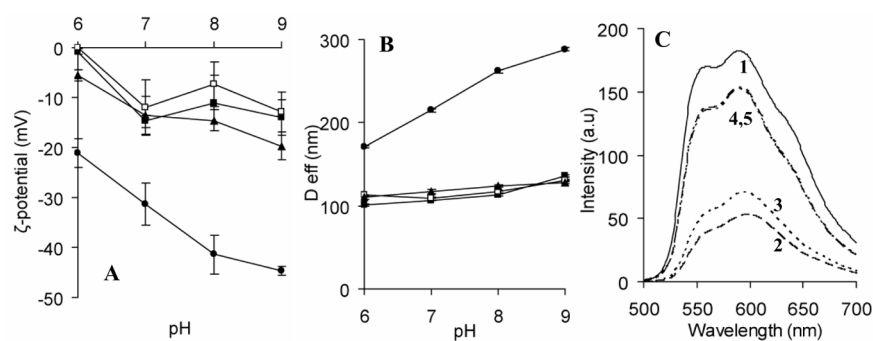 6 7 8 9
0
-10
-20
-30
-40
-50
ζ-potential (mV)
A
pH
B
300
200
100
0
D eff (nm)
6 7 8 9
pH
C
200
150
100
50
0
Intensity (a.u)
1
4,5
3
2
500 550 600 650 700
Wavelength (nm)